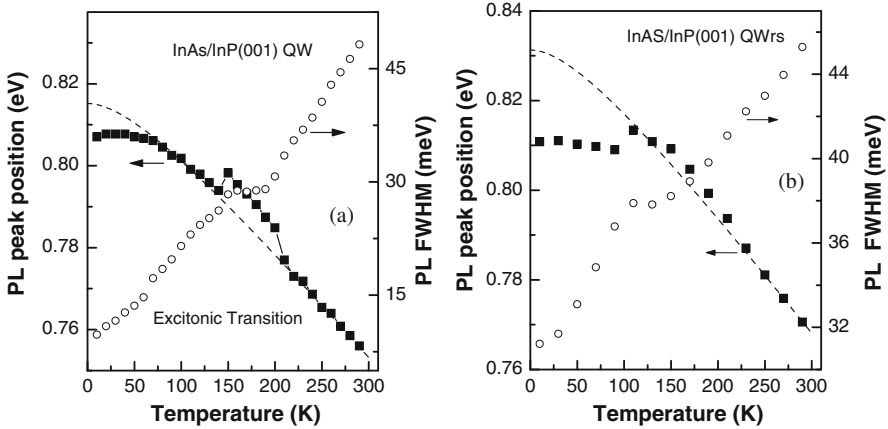 InAs/InP(001) QW
(a)
Excitonic Transition
PL peak position (eV)
0.82
0.80
0.78
0.76
PL FWHM (meV)
45
30
15
0 50 100 150 200 250 300
Temperature (K)
InAS/InP(001) QWrs
(b)
PL peak position (eV)
0.84
0.82
0.80
0.78
0.76
PL FWHM (meV)
44
40
36
32
0 50 100 150 200 250 300
Temperature (K)